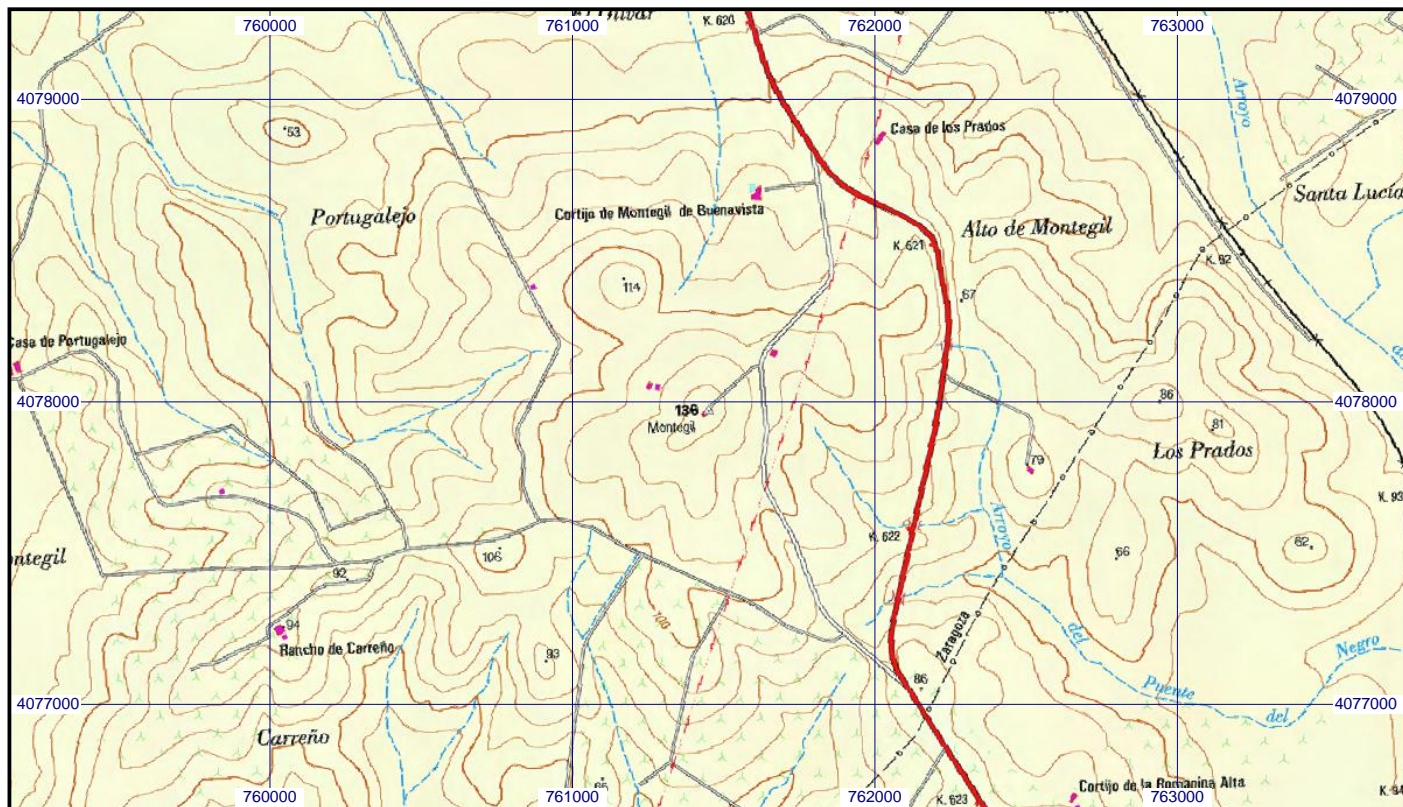 760000
761000
762000
763000
K. 620
4079000
4079000
53
Casa de los Prados
Arroyo
Santa Lucía
Portugalejo
Cortijo de Montegil de Buenavista
Alto de Montegil
K. 621
K. 92
114
67
Casa de Portugalejo
4078000
4078000
136
Montegil
86
81
Los Prados
79
K. 93
Arroyo
K. 622
106
66
62
92
100
94
Rancho de Carreño
93
Zaragoza
del
Negro
86
Puente
del
4077000
4077000
Carreño
Cortijo de la Romanina Alta
K. 623
K. 94
760000
761000
762000
763000